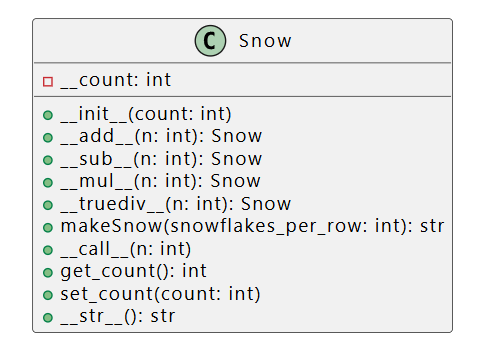 C Snow
__count: int
__init__(count: int)
__add__(n: int): Snow
__sub__(n: int): Snow
__mul__(n: int): Snow
__truediv__(n: int): Snow
makeSnow(snowflakes_per_row: int): str
__call__(n: int)
get_count(): int
set_count(count: int)
__str__(): str